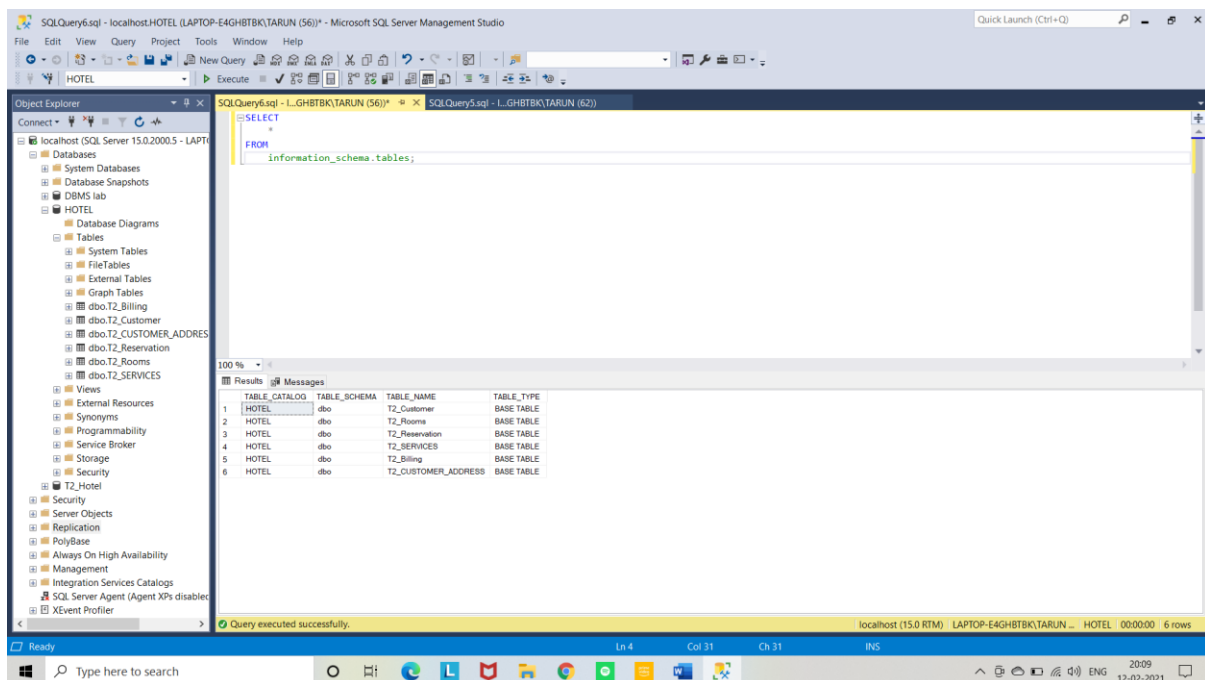 SQLQuery6.sql - localhost.HOTEL (LAPTOP-E4GHBTBK\TARUN (56))* - Microsoft SQL Server Management Studio
Quick Launch (Ctrl+Q)
File Edit View Query Project Tools Window Help
New Query
HOTEL
Execute
Object Explorer
SQLQuery6.sql - l...GHBTBK\TARUN (56))*
SQLQuery5.sql - l...GHBTBK\TARUN (62))
Connect
localhost (SQL Server 15.0.2000.5 - LAPT
Databases
System Databases
Database Snapshots
DBMS lab
HOTEL
Database Diagrams
Tables
System Tables
FileTables
External Tables
Graph Tables
dbo.T2_Billing
dbo.T2_Customer
dbo.T2_CUSTOMER_ADDRES
dbo.T2_Reservation
dbo.T2_Rooms
dbo.T2_SERVICES
Views
External Resources
Synonyms
Programmability
Service Broker
Storage
Security
T2_Hotel
Security
Server Objects
Replication
PolyBase
Always On High Availability
Management
Integration Services Catalogs
SQL Server Agent (Agent XPs disablec
XEvent Profiler
SELECT
*
FROM
information_schema.tables;
100 %
Results Messages
TABLE_CATALOG TABLE_SCHEMA TABLE_NAME TABLE_TYPE
1 HOTEL dbo T2_Customer BASE TABLE
2 HOTEL dbo T2_Rooms BASE TABLE
3 HOTEL dbo T2_Reservation BASE TABLE
4 HOTEL dbo T2_SERVICES BASE TABLE
5 HOTEL dbo T2_Billing BASE TABLE
6 HOTEL dbo T2_CUSTOMER_ADDRESS BASE TABLE
Query executed successfully.
localhost (15.0 RTM) LAPTOP-E4GHBTBK\TARUN ... HOTEL 00:00:00 6 rows
Ready Ln 4 Col 31 Ch 31 INS
Type here to search
ENG
20:09
12-02-2021